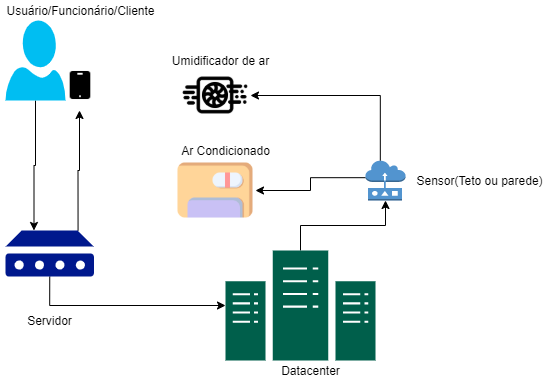 Usuário/Funcionário/Cliente
Umidificador de ar
Ar Condicionado
Sensor(Teto ou parede)
Servidor
Datacenter